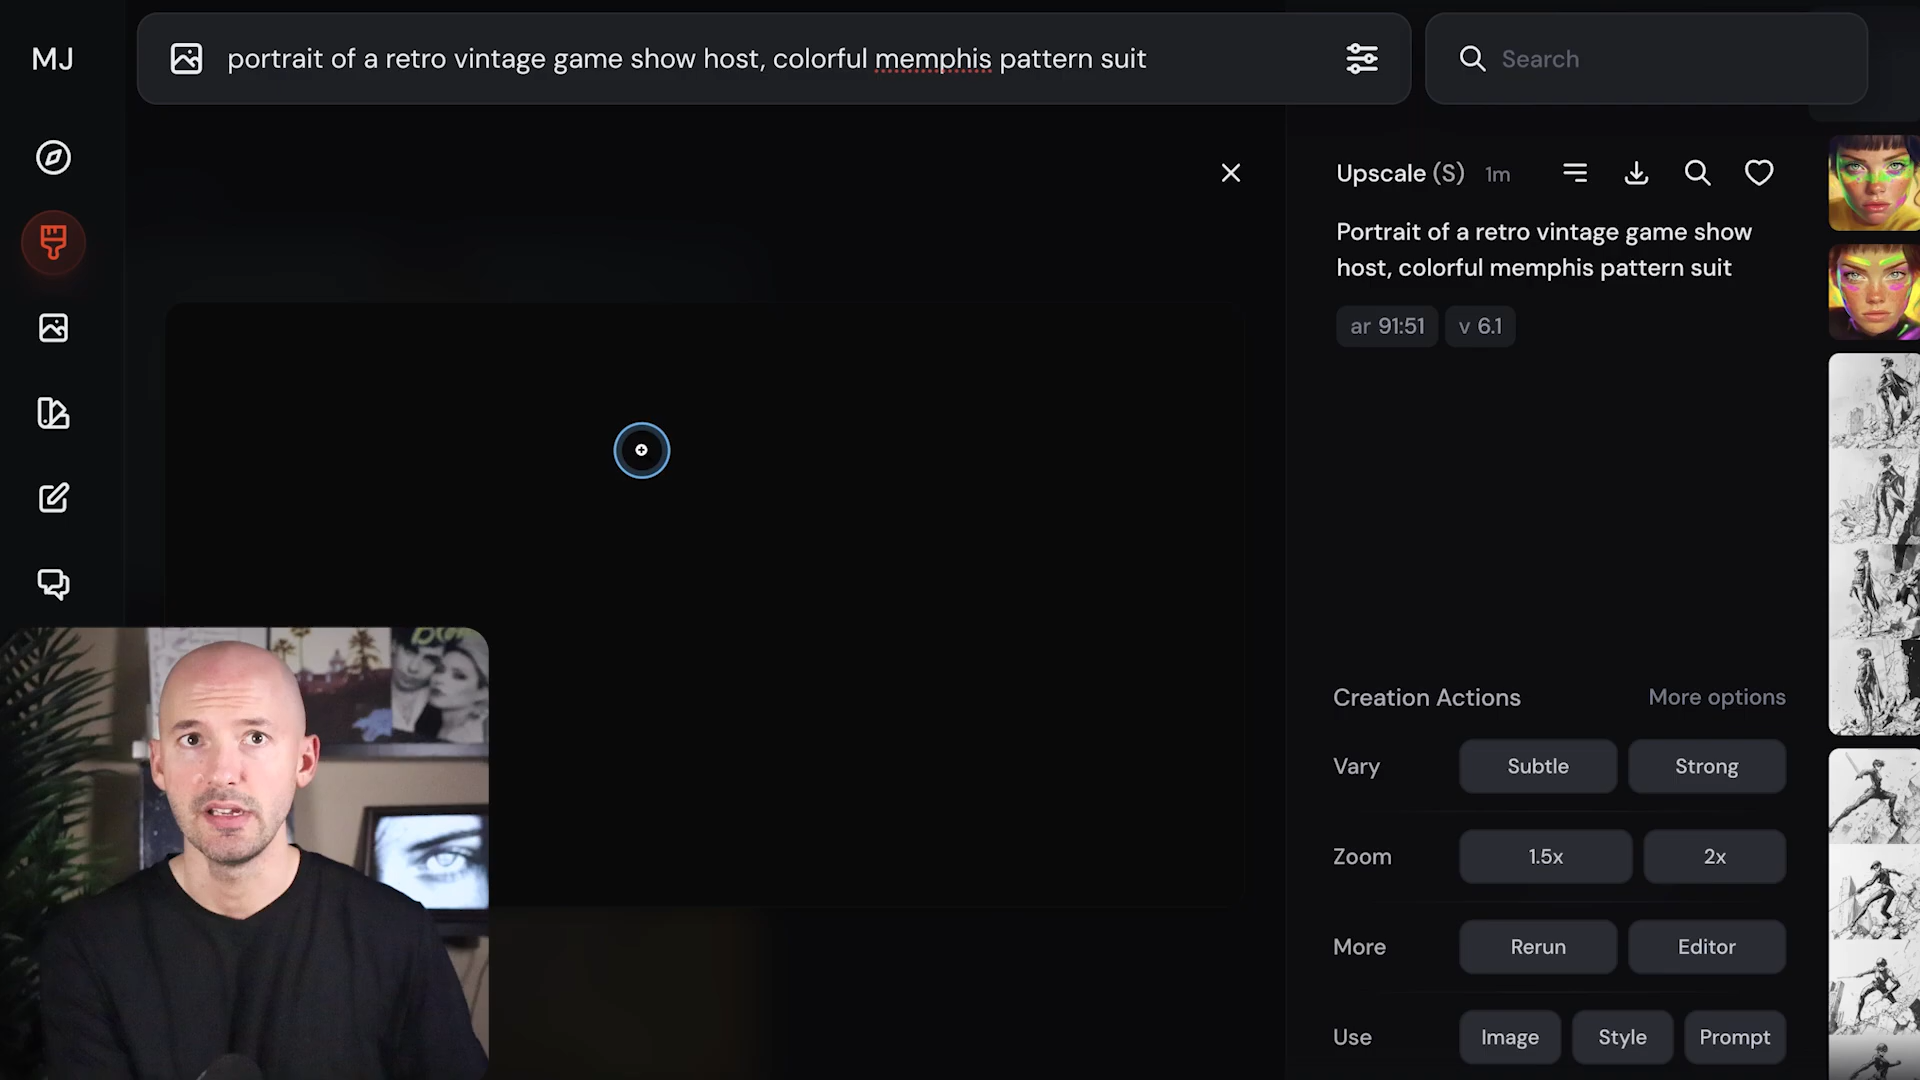 MJ
portrait of a retro vintage game show host, colorful memphis pattern suit
Search
Upscale (S) 1m
Portrait of a retro vintage game show
host, colorful memphis pattern suit
ar 91:51 v 6.1
Creation Actions More options
Vary Subtle Strong
Zoom 1.5x 2x
More Rerun Editor
Use Image Style Prompt